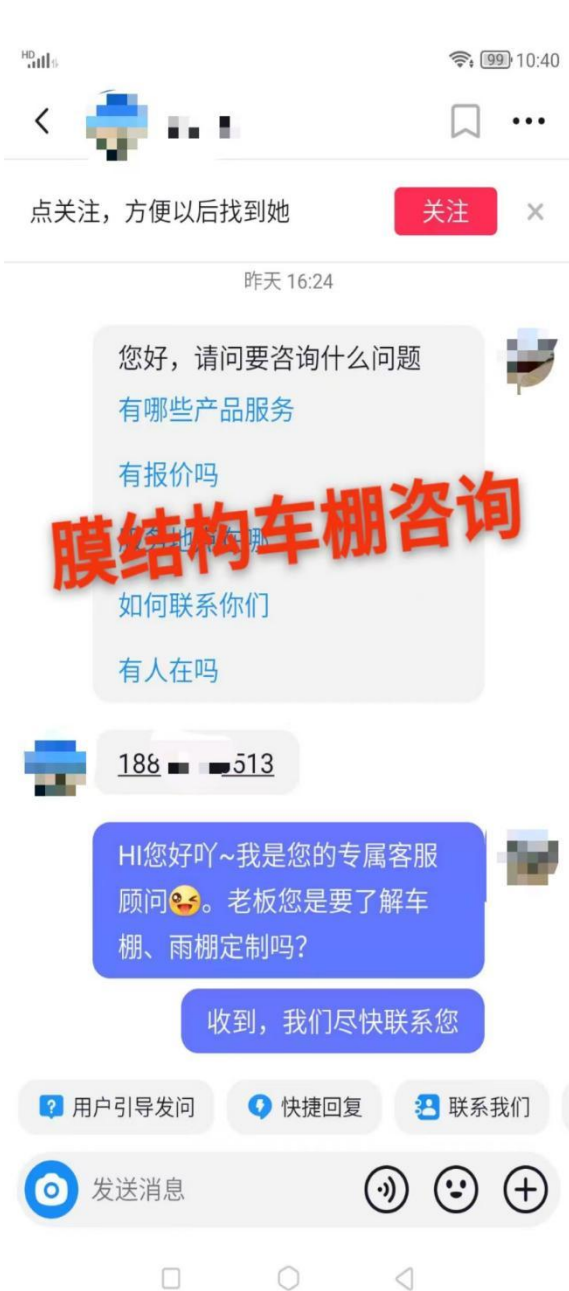 HD
99 10:40
点关注，方便以后找到她
关注
昨天 16:24
您好，请问要咨询什么问题
有哪些产品服务
有报价吗
膜结构车棚咨询
如何联系你们
有人在吗
188
513
HI您好吖~我是您的专属客服
顾问😜。老板您是要了解车
棚、雨棚定制吗?
收到，我们尽快联系您
用户引导发问
快捷回复
联系我们
发送消息